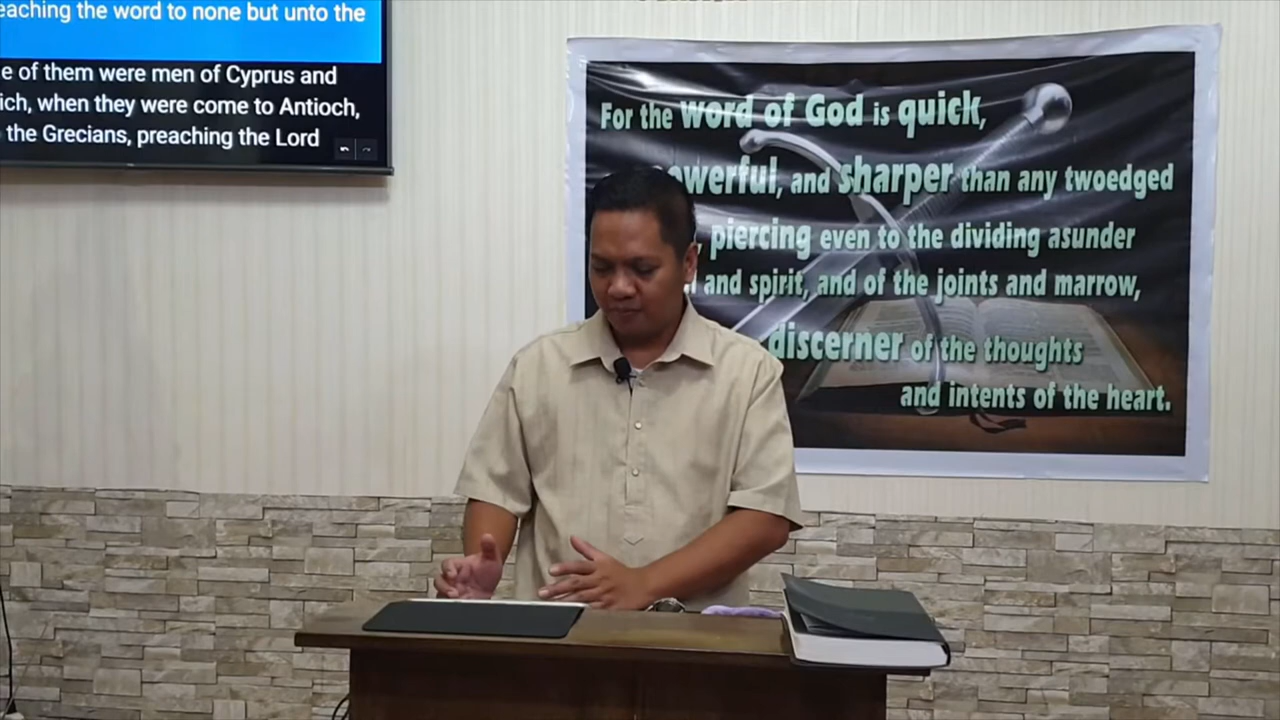 eaching the word to none but unto the
e of them were men of Cyprus and
ich, when they were come to Antioch,
the Grecians, preaching the Lord
For the word of God is quick,
owerful, and sharper than any twoedged
, piercing even to the dividing asunder
and spirit, and of the joints and marrow,
discerner of the thoughts
and intents of the heart.